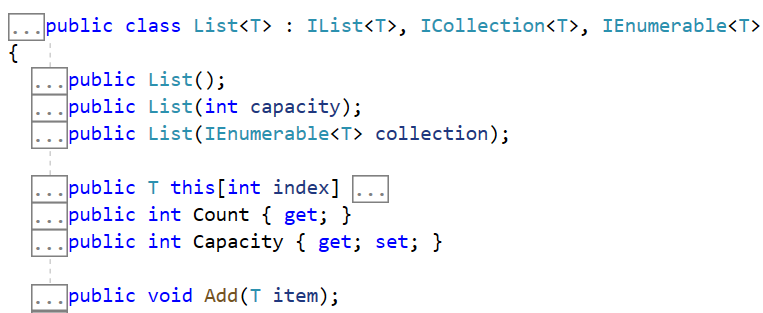 ...public class List<T> : IList<T>, ICollection<T>, IEnumerable<T>
{
...public List();
...public List(int capacity);
...public List(IEnumerable<T> collection);
...public T this[int index] ...
...public int Count { get; }
...public int Capacity { get; set; }
...public void Add(T item);